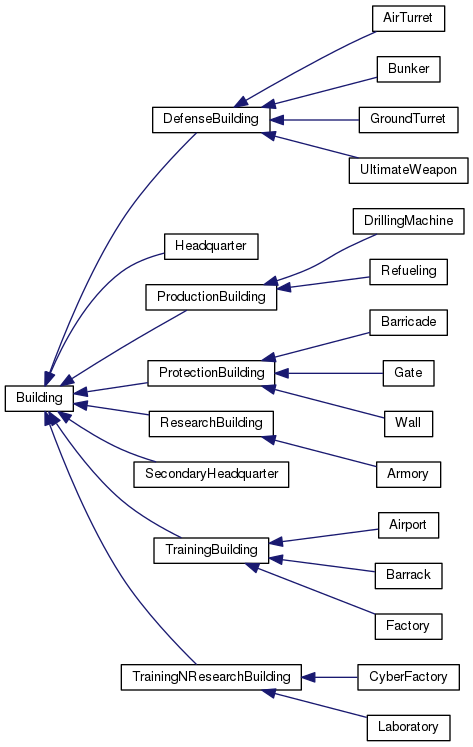 AirTurret
Bunker
DefenseBuilding
GroundTurret
UltimateWeapon
DrillingMachine
Headquarter
Refueling
ProductionBuilding
Barricade
ProtectionBuilding
Gate
Building
Wall
ResearchBuilding
SecondaryHeadquarter
Armory
Airport
TrainingBuilding
Barrack
Factory
TrainingNResearchBuilding
CyberFactory
Laboratory